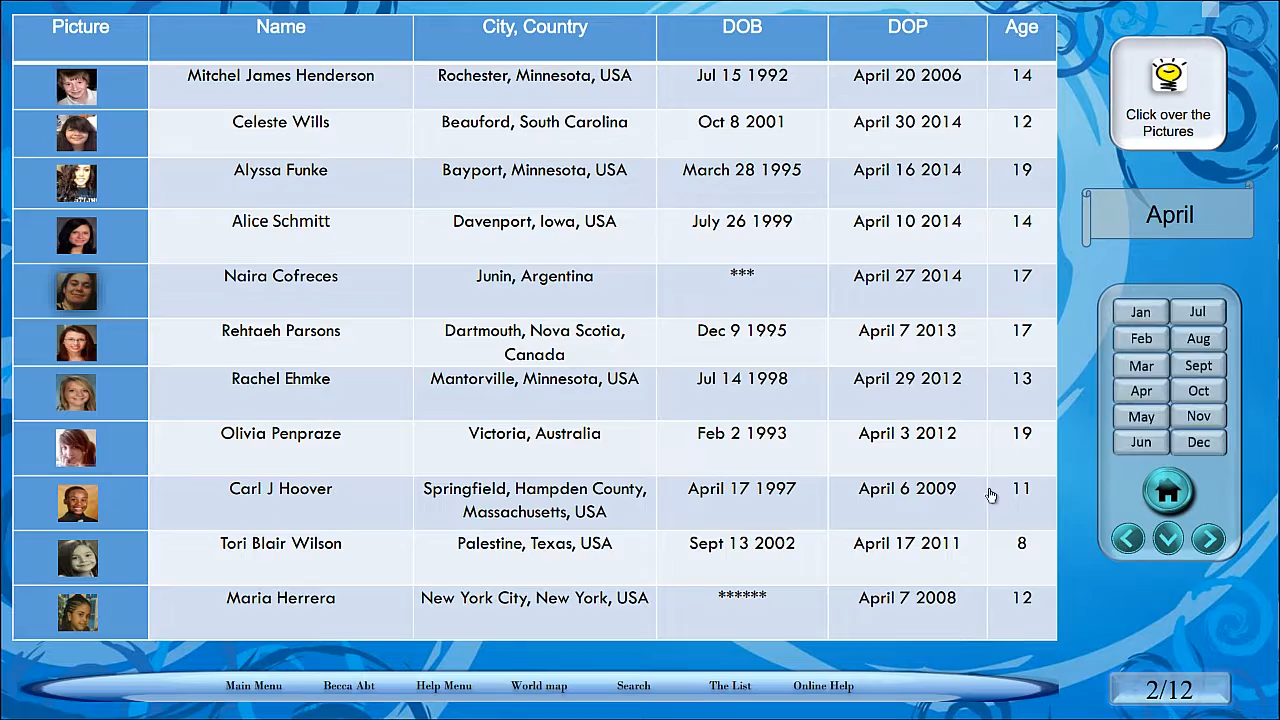 Picture Name City, Country DOB DOP Age
Mitchel James Henderson Rochester, Minnesota, USA Jul 15 1992 April 20 2006 14
Celeste Wills Beauford, South Carolina Oct 8 2001 April 30 2014 12
Alyssa Funke Bayport, Minnesota, USA March 28 1995 April 16 2014 19
Alice Schmitt Davenport, Iowa, USA July 26 1999 April 10 2014 14
Naira Cofreces Junin, Argentina *** April 27 2014 17
Rehtaeh Parsons Dartmouth, Nova Scotia, Dec 9 1995 April 7 2013 17
Canada
Rachel Ehmke Mantorville, Minnesota, USA Jul 14 1998 April 29 2012 13
Olivia Penpraze Victoria, Australia Feb 2 1993 April 3 2012 19
Carl J Hoover Springfield, Hampden County, April 17 1997 April 6 2009 11
Massachusetts, USA
Tori Blair Wilson Palestine, Texas, USA Sept 13 2002 April 17 2011 8
Maria Herrera New York City, New York, USA ****** April 7 2008 12
Click over the
Pictures
April
Jan Jul
Feb Aug
Mar Sept
Apr Oct
May Nov
Jun Dec
Main Menu Becca Abt Help Menu World map Search The List Online Help
2/12